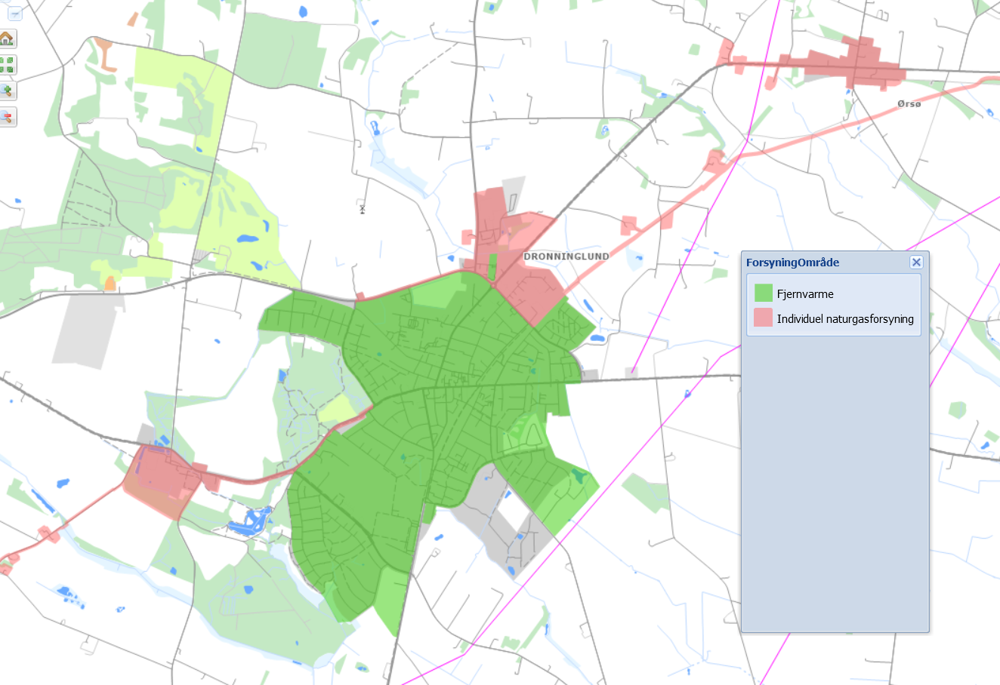 Ørsø
DRONNINGLUND
ForsyningOmråde
Fjernvarme
Individuel naturgasforsyning